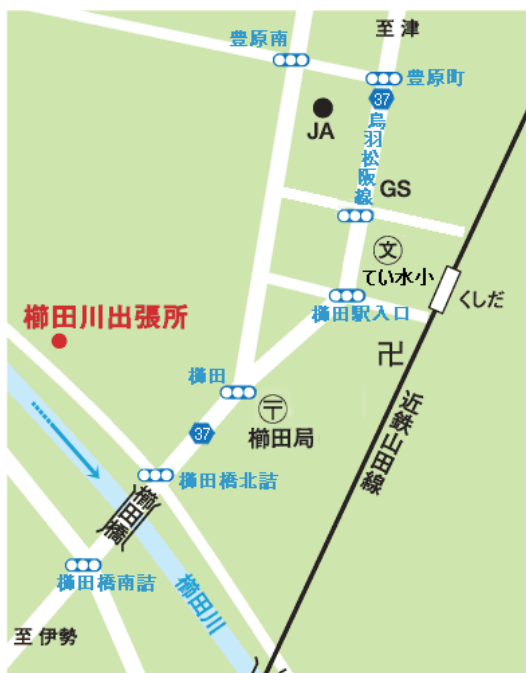 豊原南
至 津
豊原町
37
JA
鳥羽松阪線
GS
文
てい水小
くしだ
櫛田駅入口
櫛田川出張所
卍
櫛田
〒
37
櫛田局
近鉄山田線
櫛田橋北詰
櫛田橋
櫛田橋南詰
櫛田川
至 伊勢